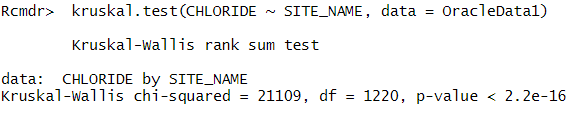 Rcmdr>  kruskal.test(CHLORIDE ~ SITE_NAME, data = OracleData1)
Kruskal-Wallis rank sum test
data:  CHLORIDE by SITE_NAME
Kruskal-Wallis chi-squared = 21109, df = 1220, p-value < 2.2e-16